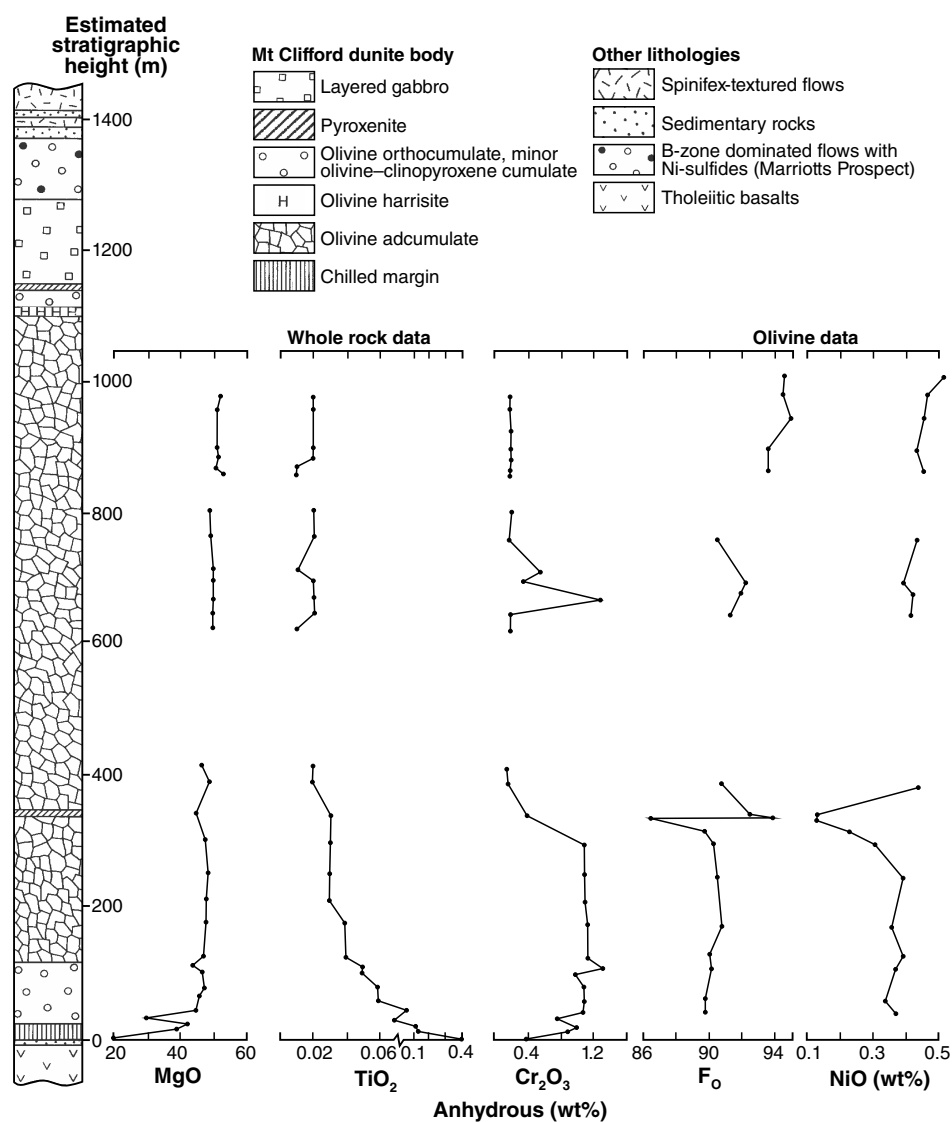 Estimated
stratigraphic
height (m)
Mt Clifford dunite body
Layered gabbro
Pyroxenite
Olivine orthocumulate, minor
olivine–clinopyroxene cumulate
H
Olivine harrisite
Olivine adcumulate
Chilled margin
Other lithologies
Spinifex-textured flows
Sedimentary rocks
B-zone dominated flows with
Ni-sulfides (Marriotts Prospect)
Tholeiitic basalts
1400
1200
1000
800
600
400
200
0
Whole rock data
Olivine data
20 40 60
0.02 0.06 0.1 0.4
0.4 1.2
86 90 94
0.1 0.3 0.5
MgO
TiO₂
Cr₂O₃
F_O
NiO (wt%)
Anhydrous (wt%)